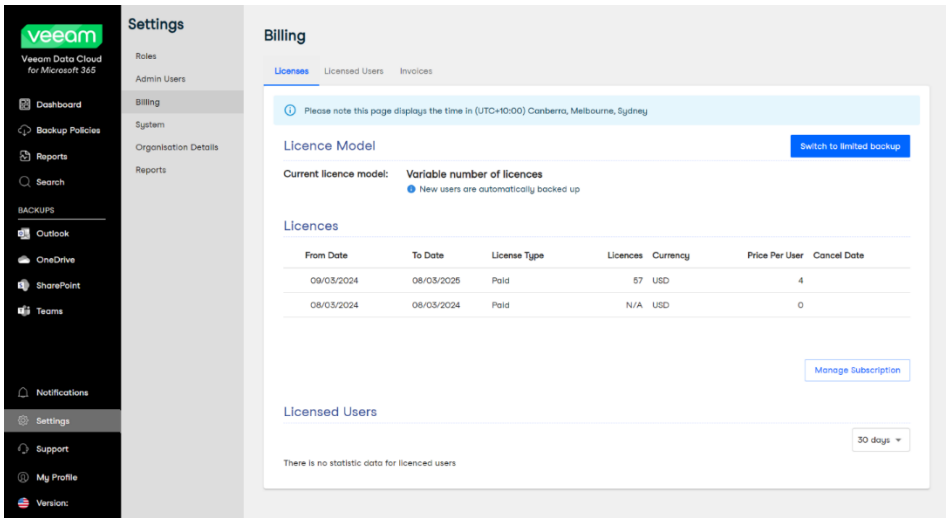 veeam
Veeam Data Cloud
for Microsoft 365
Dashboard
Backup Policies
Reports
Search
BACKUPS
Outlook
OneDrive
SharePoint
Teams
Notifications
Settings
Support
My Profile
Version:
Settings
Roles
Admin Users
Billing
System
Organisation Details
Reports
Billing
Licenses Licensed Users Invoices
Please note this page displays the time in (UTC+10:00) Canberra, Melbourne, Sydney
Licence Model
Switch to limited backup
Current licence model: Variable number of licences
New users are automatically backed up
Licences
From Date To Date License Type Licences Currency Price Per User Cancel Date
09/03/2024 08/03/2025 Paid 57 USD 4
08/03/2024 08/03/2024 Paid N/A USD 0
Manage Subscription
Licensed Users
30 days
There is no statistic data for licenced users